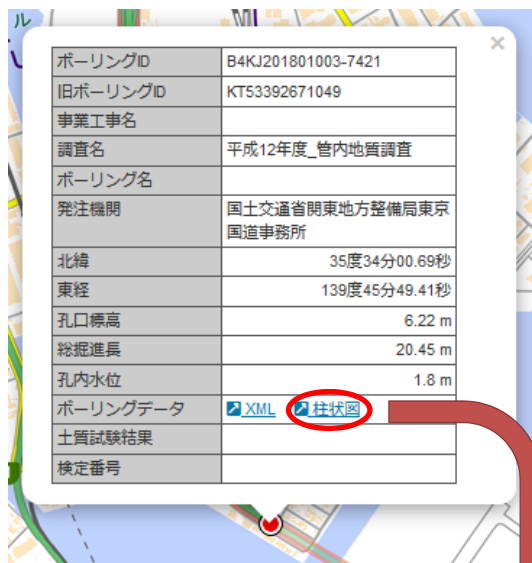 ボーリングID B4KJ201801003-7421
旧ボーリングID KT53392671049
事業工事名
調査名 平成12年度_管内地質調査
ボーリング名
発注機関 国土交通省関東地方整備局東京
国道事務所
北緯 35度34分00.69秒
東経 139度45分49.41秒
孔口標高 6.22 m
総掘進長 20.45 m
孔内水位 1.8 m
ボーリングデータ XML 柱状図
土質試験結果
検定番号